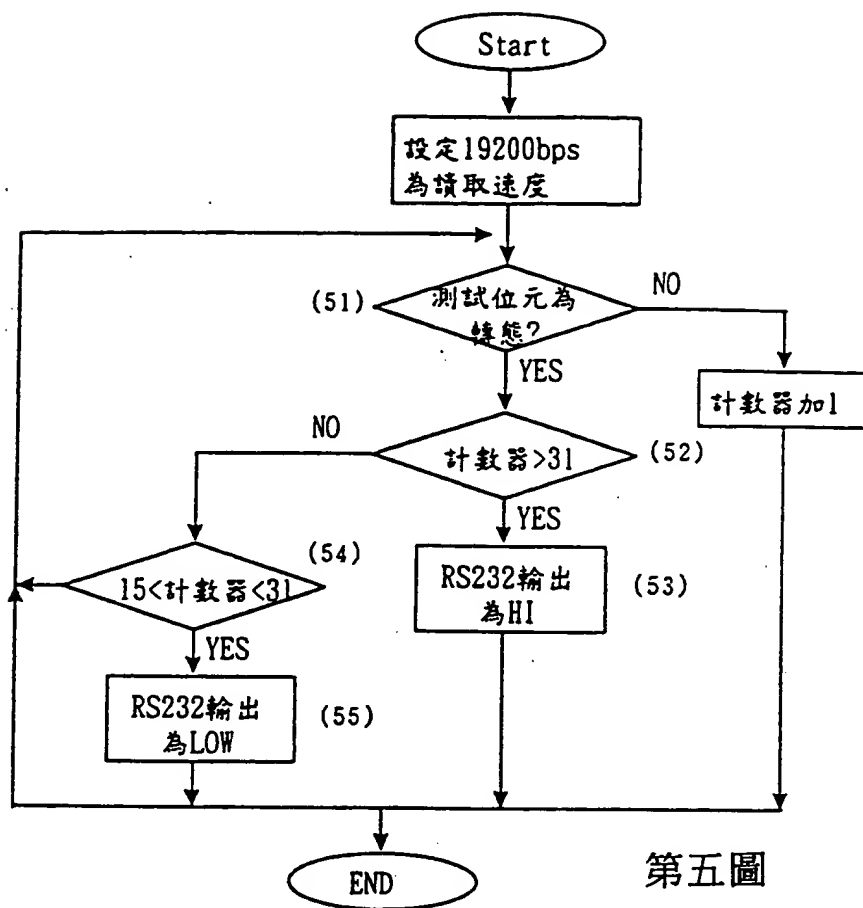 Start
設定19200bps
為讀取速度
(51)
測試位元為
轉態?
NO
YES
計數器加1
NO
計數器>31
(52)
YES
(54)
15<計數器<31
RS232輸出
為HI
(53)
YES
RS232輸出
為LOW
(55)
END
第五圖